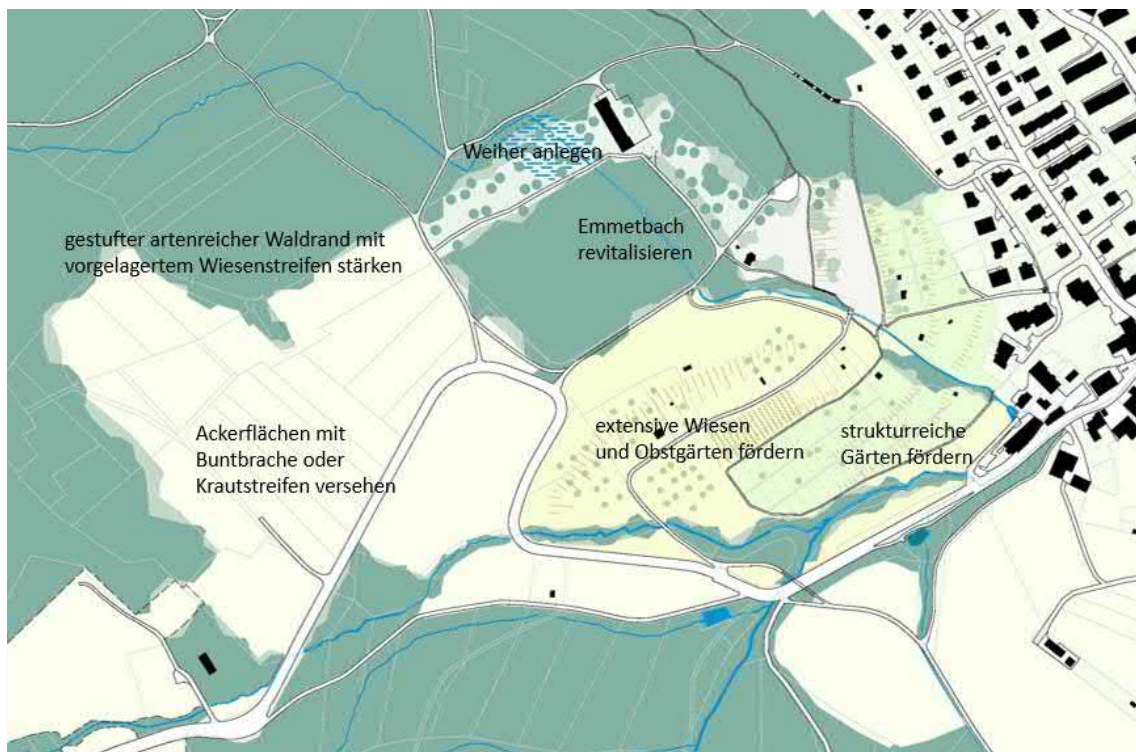 Weiher anlegen
gestufter artenreicher Waldrand mit
vorgelagertem Wiesenstreifen stärken
Emmetbach
revitalisieren
Ackerflächen mit
Buntbrache oder
Krautstreifen versehen
extensive Wiesen
und Obstgärten fördern
strukturreiche
Gärten fördern